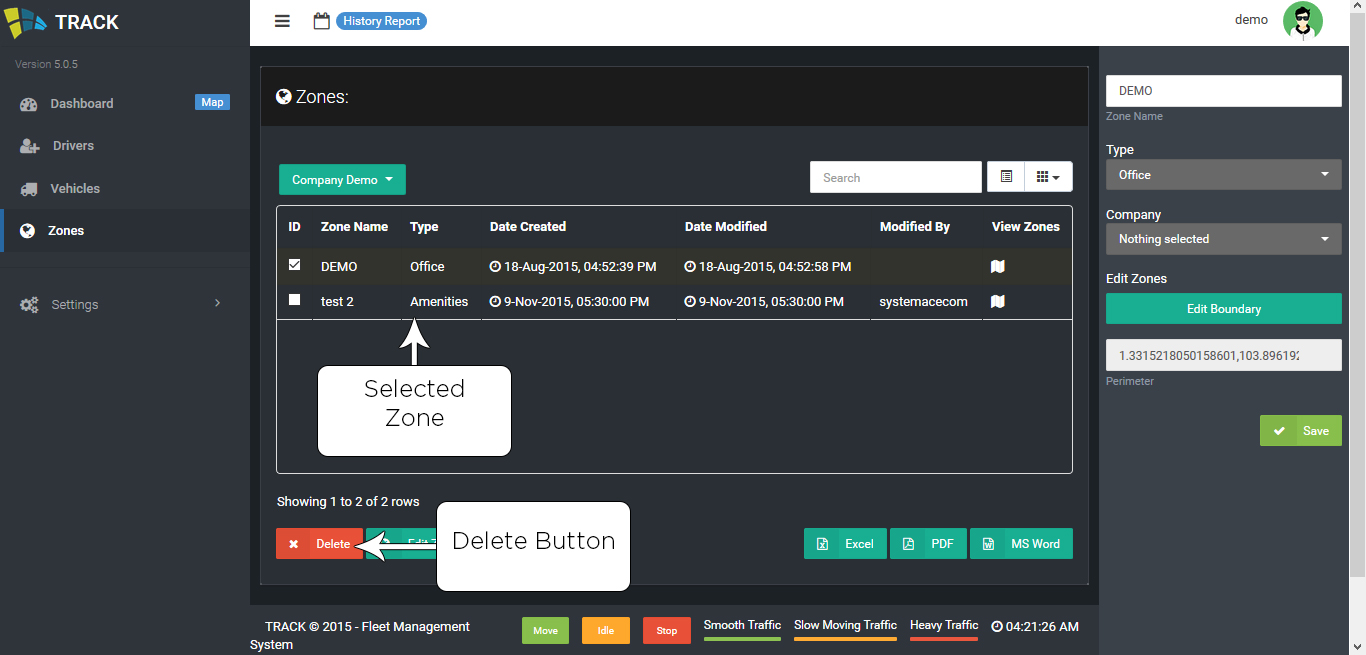 TRACK
History Report
demo
Version 5.0.5
Dashboard
Map
Drivers
Vehicles
Zones
Settings
Zones:
Company Demo
Search
ID Zone Name Type Date Created Date Modified Modified By View Zones
DEMO Office 18-Aug-2015, 04:52:39 PM 18-Aug-2015, 04:52:58 PM
test 2 Amenities 9-Nov-2015, 05:30:00 PM 9-Nov-2015, 05:30:00 PM systemacecom
Selected
Zone
Showing 1 to 2 of 2 rows
Delete
Edit
Delete Button
Excel
PDF
MS Word
DEMO
Zone Name
Type
Office
Company
Nothing selected
Edit Zones
Edit Boundary
1.3315218050158601,103.896192
Perimeter
Save
TRACK © 2015 - Fleet Management
System
Move
Idle
Stop
Smooth Traffic
Slow Moving Traffic
Heavy Traffic
04:21:26 AM